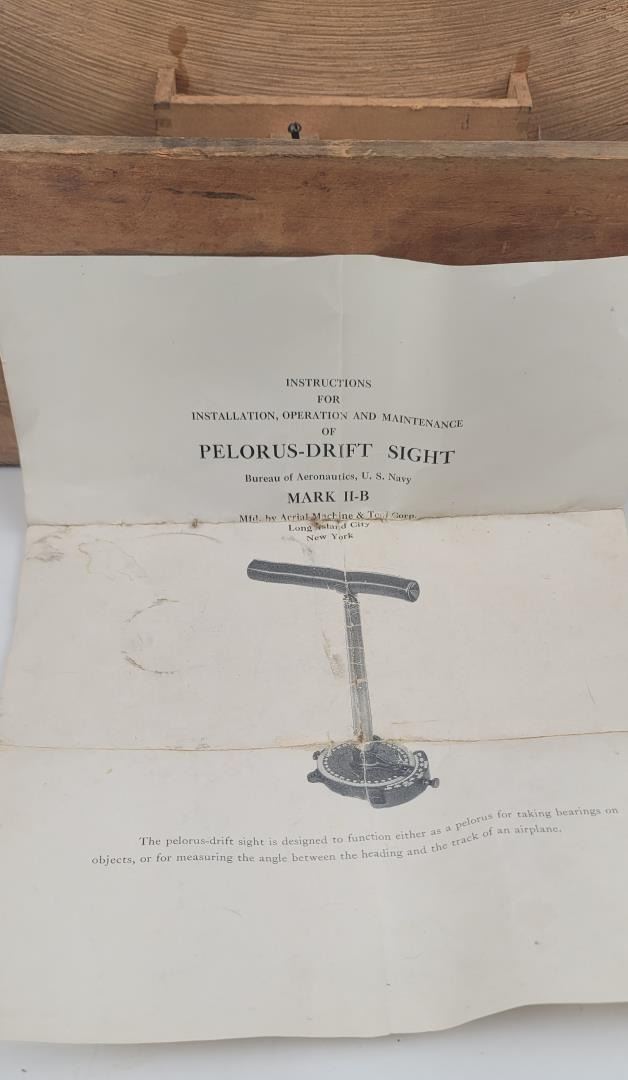 INSTRUCTIONS
FOR
INSTALLATION, OPERATION AND MAINTENANCE
OF
PELORUS-DRIFT SIGHT
Bureau of Aeronautics, U. S. Navy
MARK II-B
Mfd. by Aerial Machine & Tool Corp.
Long Island City
New York
The pelorus-drift sight is designed to function either as a pelorus for taking bearings on
objects, or for measuring the angle between the heading and the track of an airplane.